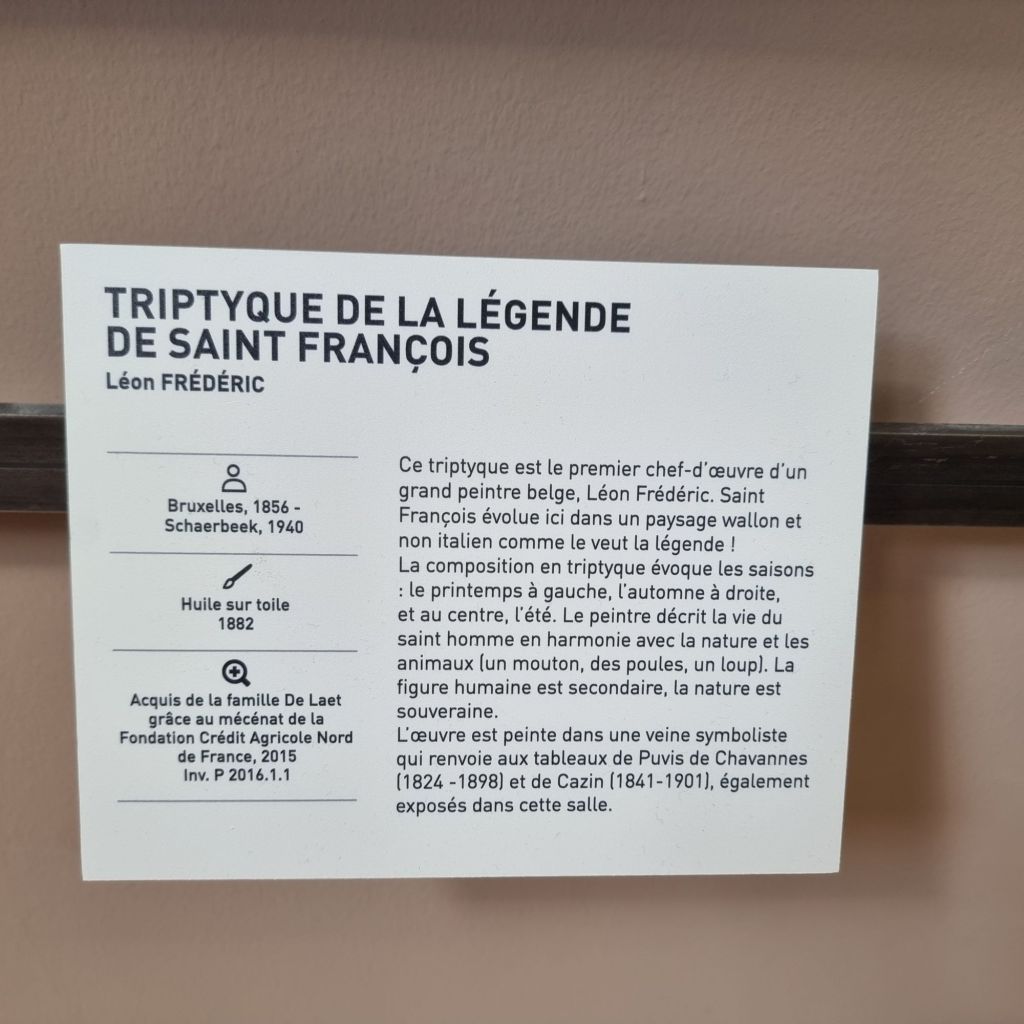 TRIPTYQUE DE LA LÉGENDE
DE SAINT FRANÇOIS
Léon FRÉDÉRIC
Bruxelles, 1856 -
Schaerbeek, 1940
Huile sur toile
1882
Acquis de la famille De Laet
grâce au mécénat de la
Fondation Crédit Agricole Nord
de France, 2015
Inv. P 2016.1.1
Ce triptyque est le premier chef-d'œuvre d'un
grand peintre belge, Léon Frédéric. Saint
François évolue ici dans un paysage wallon et
non italien comme le veut la légende !
La composition en triptyque évoque les saisons
: le printemps à gauche, l'automne à droite,
et au centre, l'été. Le peintre décrit la vie du
saint homme en harmonie avec la nature et les
animaux (un mouton, des poules, un loup). La
figure humaine est secondaire, la nature est
souveraine.
L'œuvre est peinte dans une veine symboliste
qui renvoie aux tableaux de Puvis de Chavannes
(1824 -1898) et de Cazin (1841-1901), également
exposés dans cette salle.